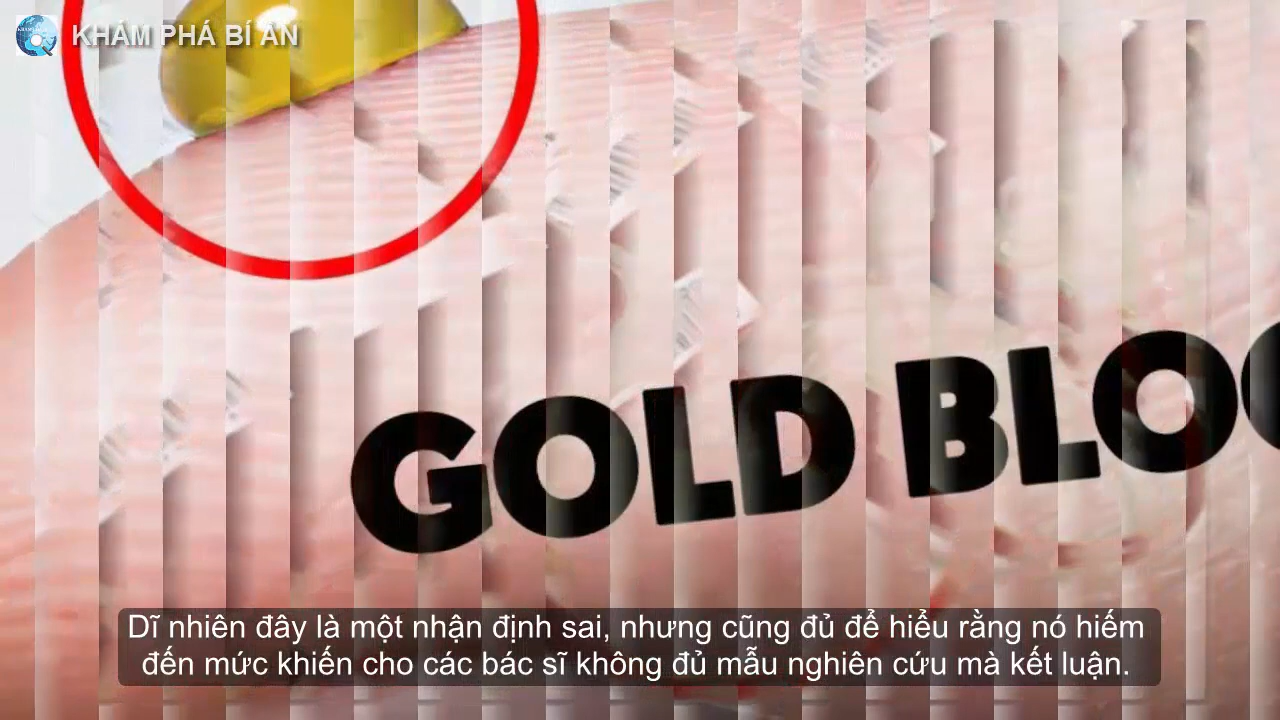 KHÁM PHÁ BÍ ẨN
GOLD BLOO
Dĩ nhiên đây là một nhận định sai, nhưng cũng đủ để hiểu rằng nó hiếm
đến mức khiến cho các bác sĩ không đủ mẫu nghiên cứu mà kết luận.